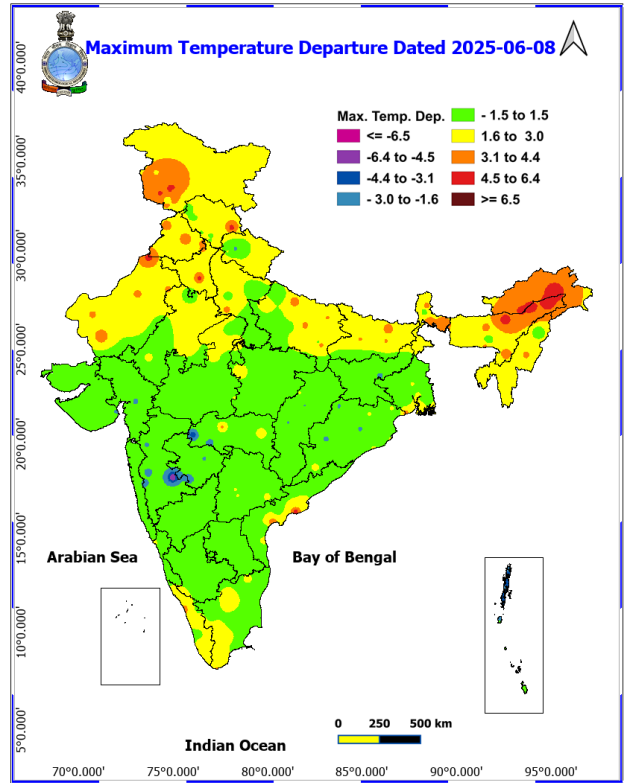 Maximum Temperature Departure Dated 2025-06-08
Max. Temp. Dep.
<= -6.5
-6.4 to -4.5
-4.4 to -3.1
- 3.0 to -1.6
- 1.5 to 1.5
1.6 to 3.0
3.1 to 4.4
4.5 to 6.4
>= 6.5
40°0.000'
35°0.000'
30°0.000'
25°0.000'
20°0.000'
15°0.000'
10°0.000'
5°0.000'
Arabian Sea
Bay of Bengal
Indian Ocean
0 250 500 km
70°0.000' 75°0.000' 80°0.000' 85°0.000' 90°0.000' 95°0.000'